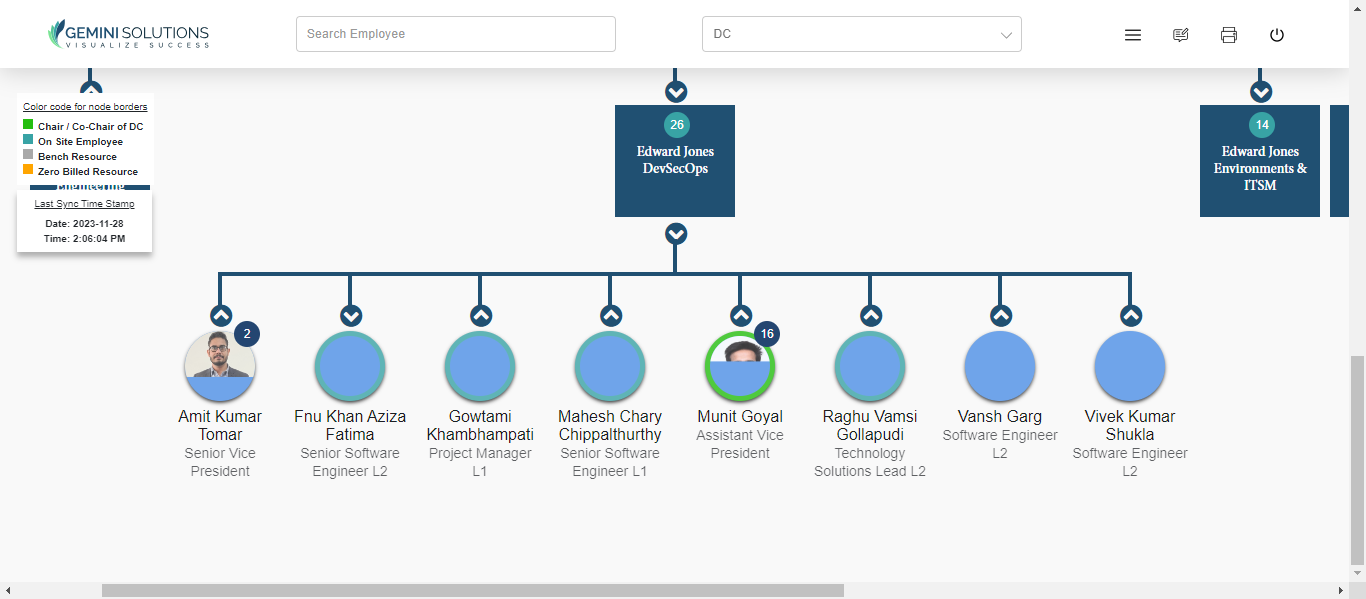 GEMINI SOLUTIONS
VISUALIZE SUCCESS
Search Employee
DC
Color code for node borders
Chair / Co-Chair of DC
On Site Employee
Bench Resource
Zero Billed Resource
Engineering
Last Sync Time Stamp
Date: 2023-11-28
Time: 2:06:04 PM
26
Edward Jones
DevSecOps
14
Edward Jones
Environments &
ITSM
2
Amit Kumar
Tomar
Senior Vice
President
Fnu Khan Aziza
Fatima
Senior Software
Engineer L2
Gowtami
Khambhampati
Project Manager
L1
Mahesh Chary
Chippalthurthy
Senior Software
Engineer L1
16
Munit Goyal
Assistant Vice
President
Raghu Vamsi
Gollapudi
Technology
Solutions Lead L2
Vansh Garg
Software Engineer
L2
Vivek Kumar
Shukla
Software Engineer
L2